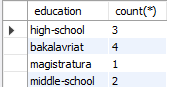 education count(*)
high-school 3
bakalavriat 4
magistratura 1
middle-school 2